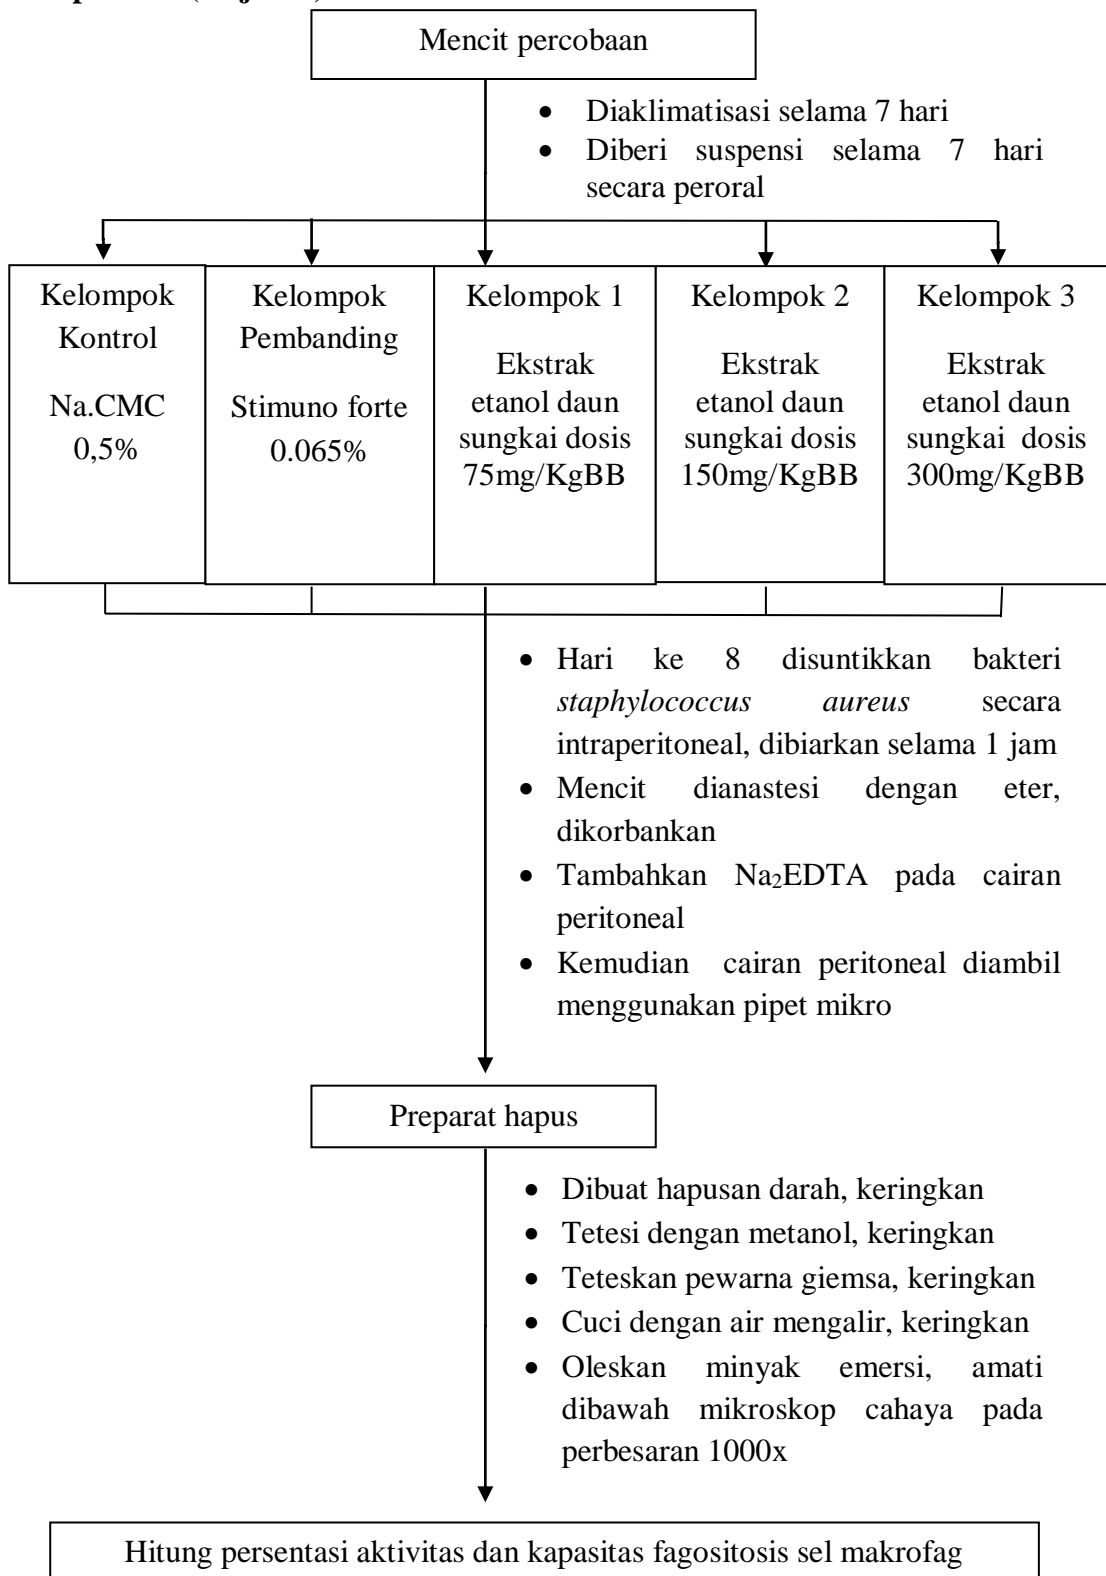 Mencit percobaan
• Diaklimatisasi selama 7 hari
• Diberi suspensi selama 7 hari
secara peroral
Kelompok
Kontrol
Na.CMC
0,5%
Kelompok
Pembanding
Stimuno forte
0.065%
Kelompok 1
Ekstrak
etanol daun
sungkai dosis
75mg/KgBB
Kelompok 2
Ekstrak
etanol daun
sungkai dosis
150mg/KgBB
Kelompok 3
Ekstrak
etanol daun
sungkai dosis
300mg/KgBB
• Hari ke 8 disuntikkan bakteri
staphylococcus aureus secara
intraperitoneal, dibiarkan selama 1 jam
• Mencit dianastesi dengan eter,
dikorbankan
• Tambahkan Na₂EDTA pada cairan
peritoneal
• Kemudian cairan peritoneal diambil
menggunakan pipet mikro
Preparat hapus
• Dibuat hapusan darah, keringkan
• Tetesi dengan metanol, keringkan
• Teteskan pewarna giemsa, keringkan
• Cuci dengan air mengalir, keringkan
• Oleskan minyak emersi, amati
dibawah mikroskop cahaya pada
perbesaran 1000x
Hitung persentasi aktivitas dan kapasitas fagositosis sel makrofag